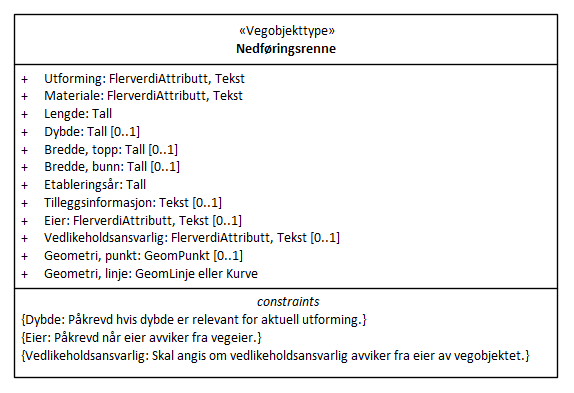 «Vegobjekttype»
Nedføringsrenne
+ Utforming: FlerverdiAttributt, Tekst
+ Materiale: FlerverdiAttributt, Tekst
+ Lengde: Tall
+ Dybde: Tall [0..1]
+ Bredde, topp: Tall [0..1]
+ Bredde, bunn: Tall [0..1]
+ Etableringsår: Tall
+ Tilleggsinformasjon: Tekst [0..1]
+ Eier: FlerverdiAttributt, Tekst [0..1]
+ Vedlikeholdsansvarlig: FlerverdiAttributt, Tekst [0..1]
+ Geometri, punkt: GeomPunkt [0..1]
+ Geometri, linje: GeomLinje eller Kurve
constraints
{Dybde: Påkrevd hvis dybde er relevant for aktuell utforming.}
{Eier: Påkrevd når eier avviker fra vegeier.}
{Vedlikeholdsansvarlig: Skal angis om vedlikeholdsansvarlig avviker fra eier av vegobjektet.}